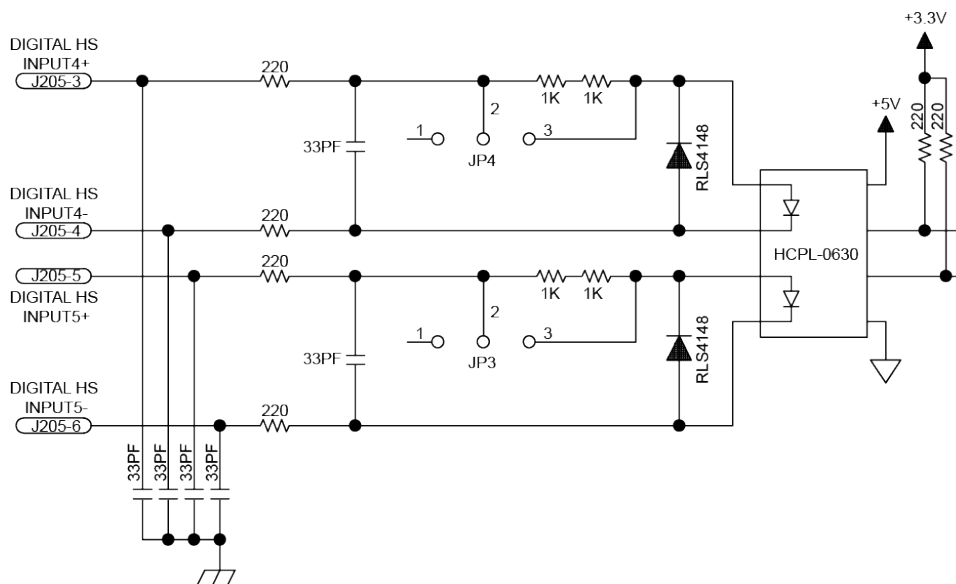 DIGITAL HS
INPUT4+
J205-3
220
33PF
1
2
3
JP4
1K
1K
RLS4148
+5V
+3.3V
220
220
DIGITAL HS
INPUT4-
J205-4
220
HCPL-0630
J205-5
DIGITAL HS
INPUT5+
220
33PF
1
2
3
JP3
1K
1K
RLS4148
DIGITAL HS
INPUT5-
J205-6
220
33PF
33PF
33PF
33PF